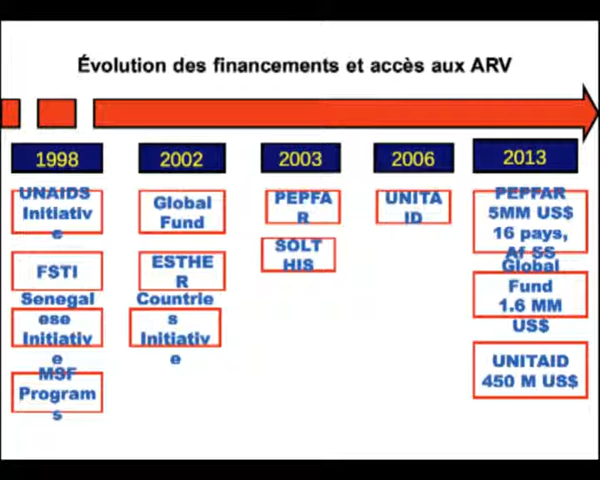 Évolution des financements et accès aux ARV
1998
2002
2003
2006
2013
UNAIDS
Initiativ
e
FSTI
Senegal
ese
Initiativ
e
MSF
Program
s
Global
Fund
ESTHE
R
Countrie
s
Initiativ
e
PEPFA
R
SOLT
HIS
UNITA
ID
PEPFAR
5MM US$
16 pays,
Af SS
Global
Fund
1.6 MM
US$
UNITAID
450 M US$